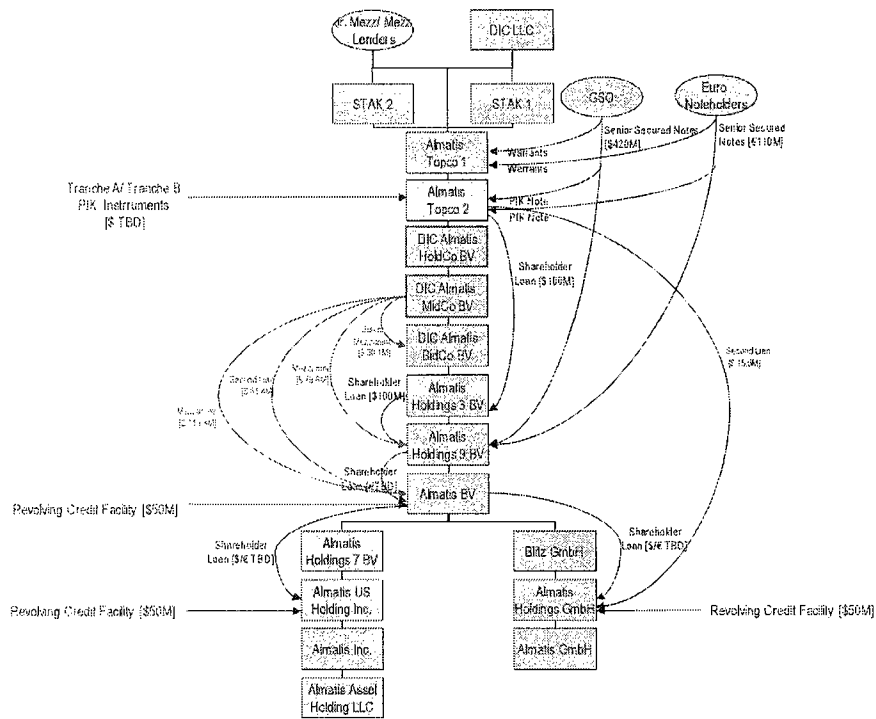 Jr. Mezz/ Mezz
Lenders
DIC LLC
STAK 2
STAK 1
GSO
Euro
Noteholders
Senior Secured Notes
[$420M]
Senior Secured
Notes [$110M]
Almatis
Topco 1
Warrants
Warrants
Tranche A/ Tranche B
PIK Instruments
[$ TBD]
Almatis
Topco 2
PIK Note
PIK Note
DIC Almatis
HoldCo BV
Shareholder
Loan [$100M]
DIC Almatis
MidCo BV
DIC Almatis
BidCo BV
Second Lien
Shareholder
Loan [$100M]
Almatis
Holdings 3 BV
Almatis
Holdings 9 BV
Shareholder
Almatis BV
Revolving Credit Facility [$50M]
Shareholder
Loan [$/€ TBD]
Almatis
Holdings 7 BV
Blitz GmbH
Shareholder
Loan [$/€ TBD]
Revolving Credit Facility [$50M]
Almatis US
Holding Inc.
Almatis
Holdings GmbH
Revolving Credit Facility [$50M]
Almatis Inc.
Almatis GmbH
Almatis Asset
Holding LLC